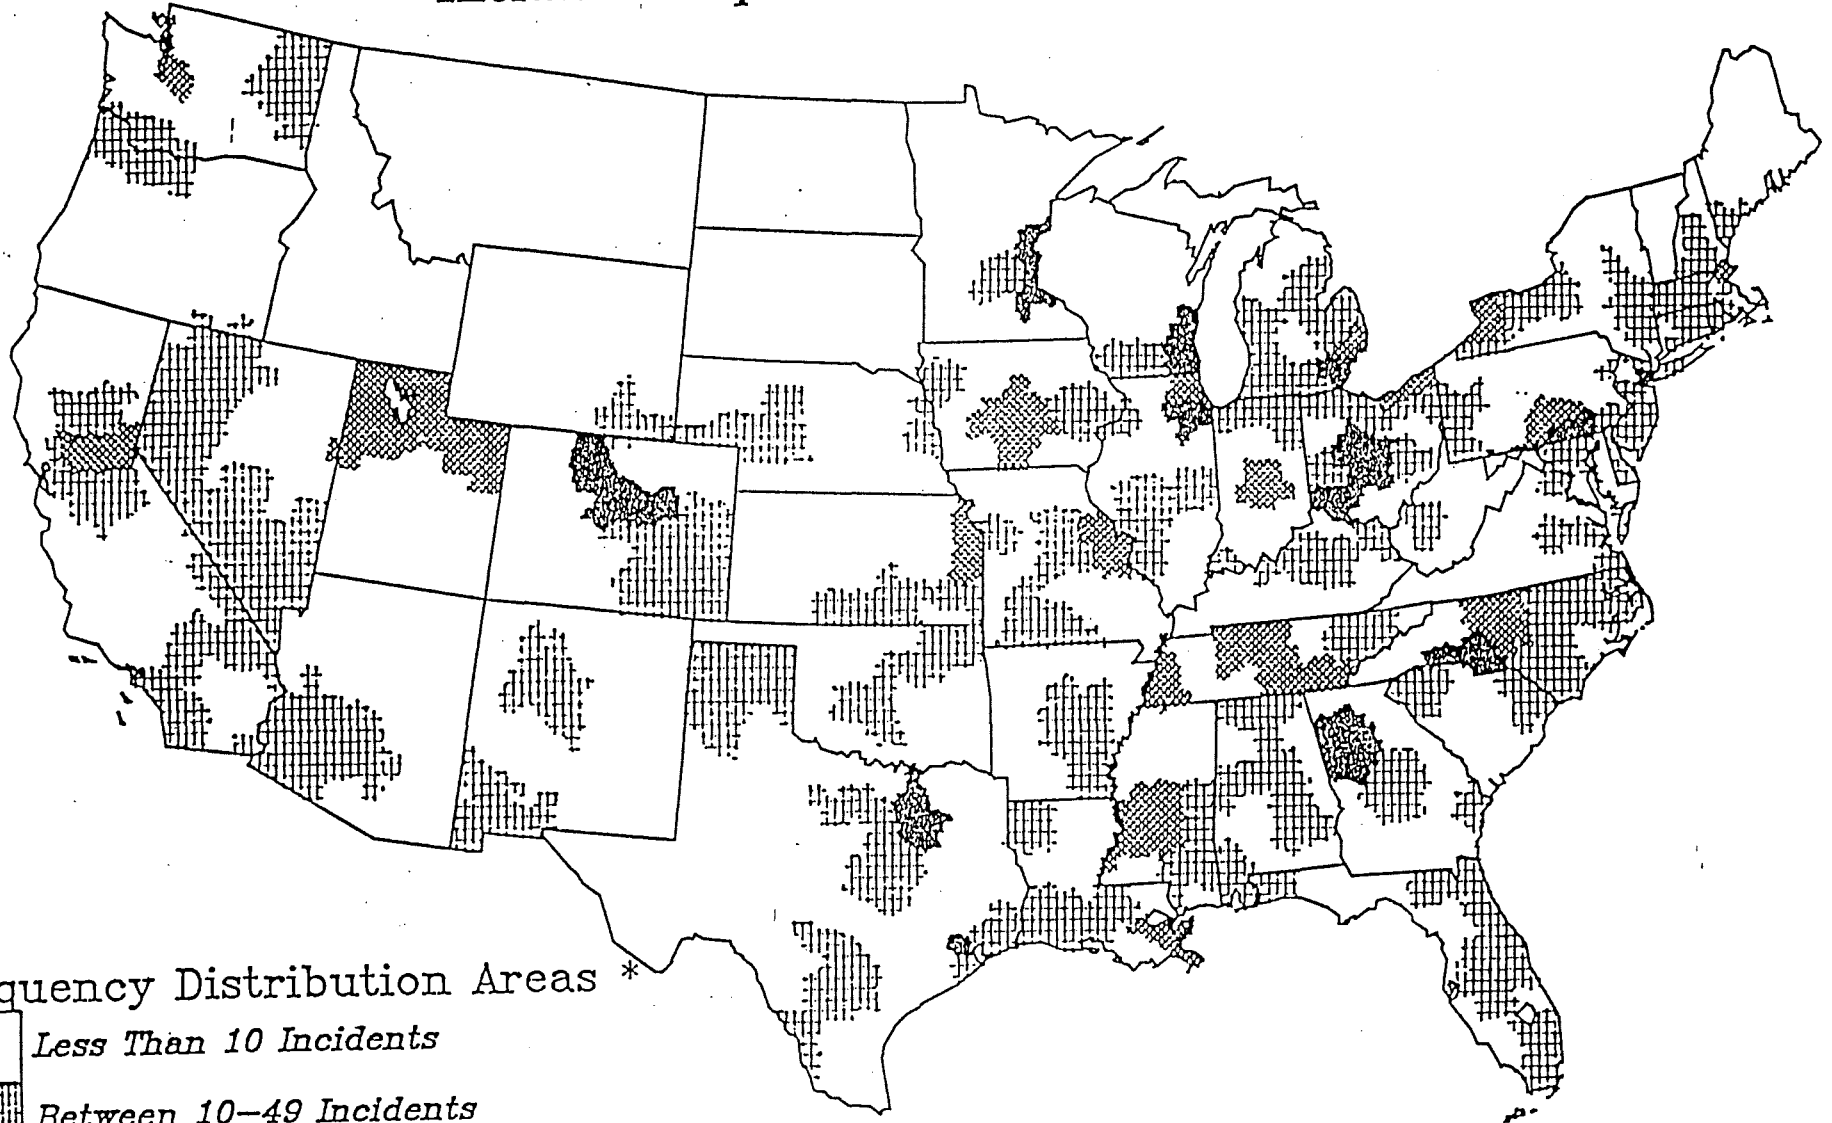 quency Distribution Areas *
Less Than 10 Incidents
Between 10–49 Incidents